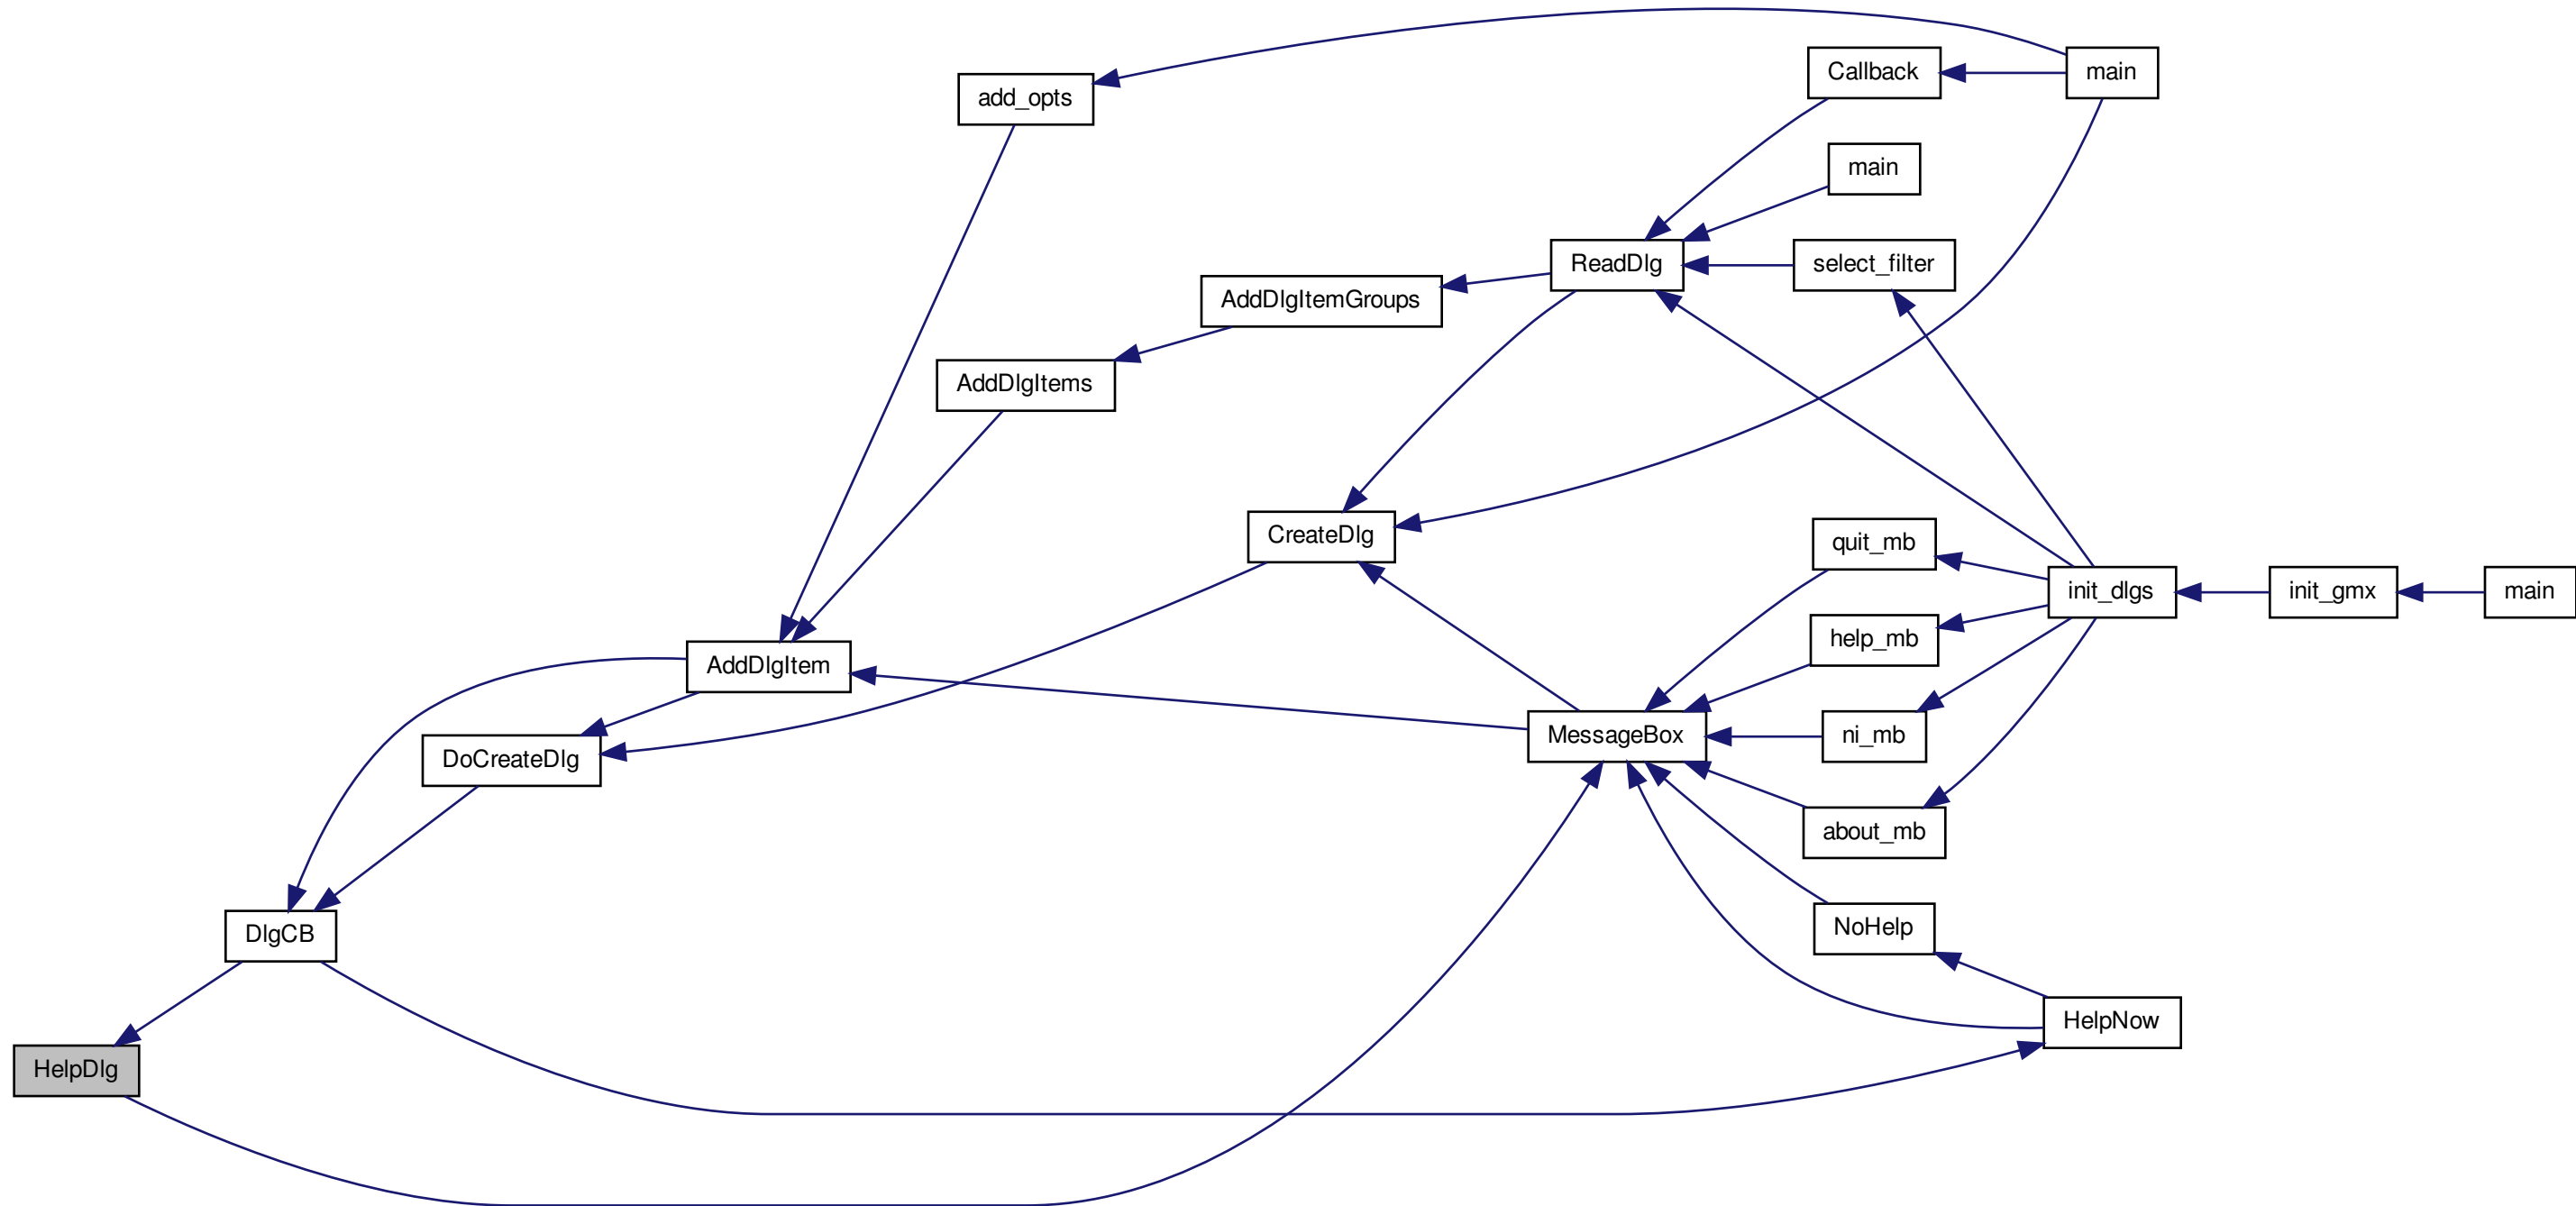 Callback
main
add_opts
main
ReadDlg
select_filter
AddDlgItemGroups
AddDlgItems
CreateDlg
quit_mb
init_dlgs
init_gmx
main
help_mb
AddDlgItem
MessageBox
ni_mb
DoCreateDlg
about_mb
NoHelp
DlgCB
HelpNow
HelpDlg